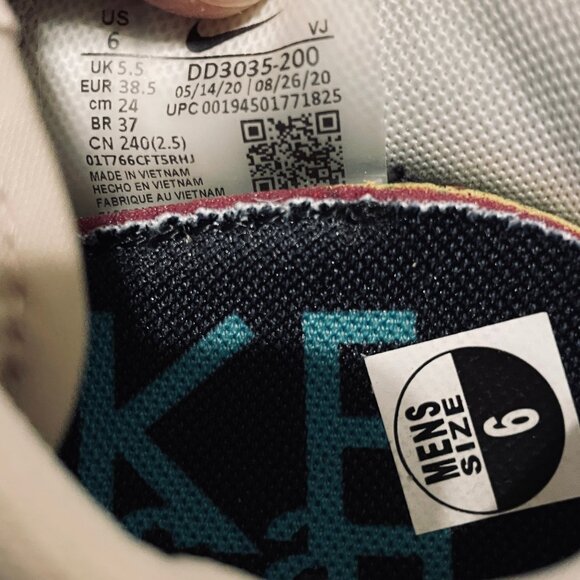 US
6
VJ
UK 5.5
DD3035-200
EUR 38.5
05/14/20 08/26/20
cm 24
UPC 00194501771825
BR 37
CN 240(2.5)
01T766CFT5RHJ
MADE IN VIETNAM
HECHO EN VIETNAM
FABRIQUE AU VIETNAM
KE
MENS
SIZE
6